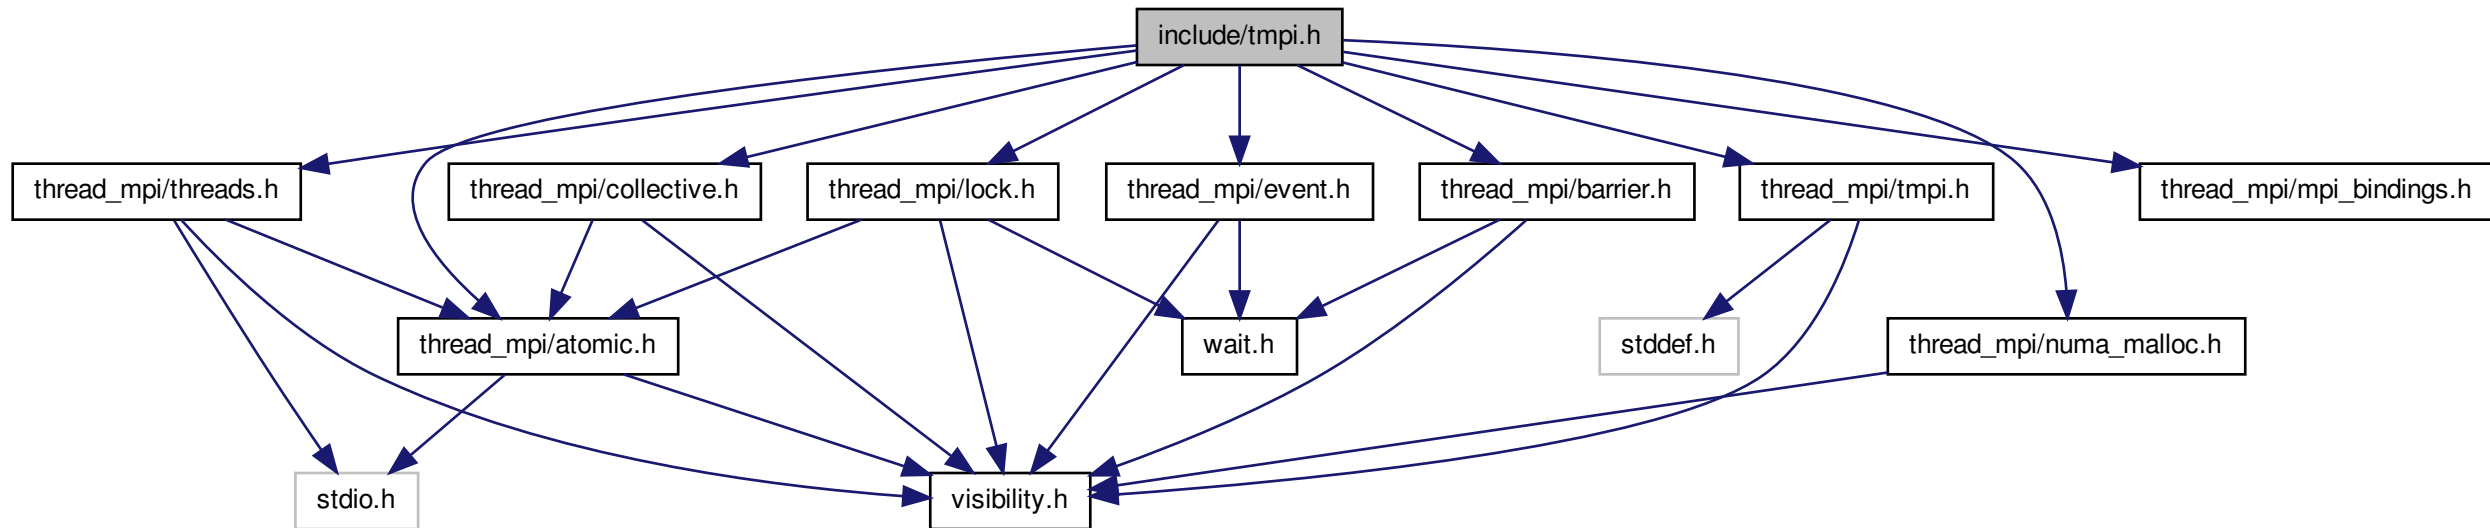 include/tmpi.h
thread_mpi/threads.h
thread_mpi/collective.h
thread_mpi/lock.h
thread_mpi/event.h
thread_mpi/barrier.h
thread_mpi/tmpi.h
thread_mpi/mpi_bindings.h
thread_mpi/atomic.h
wait.h
stddef.h
thread_mpi/numa_malloc.h
stdio.h
visibility.h